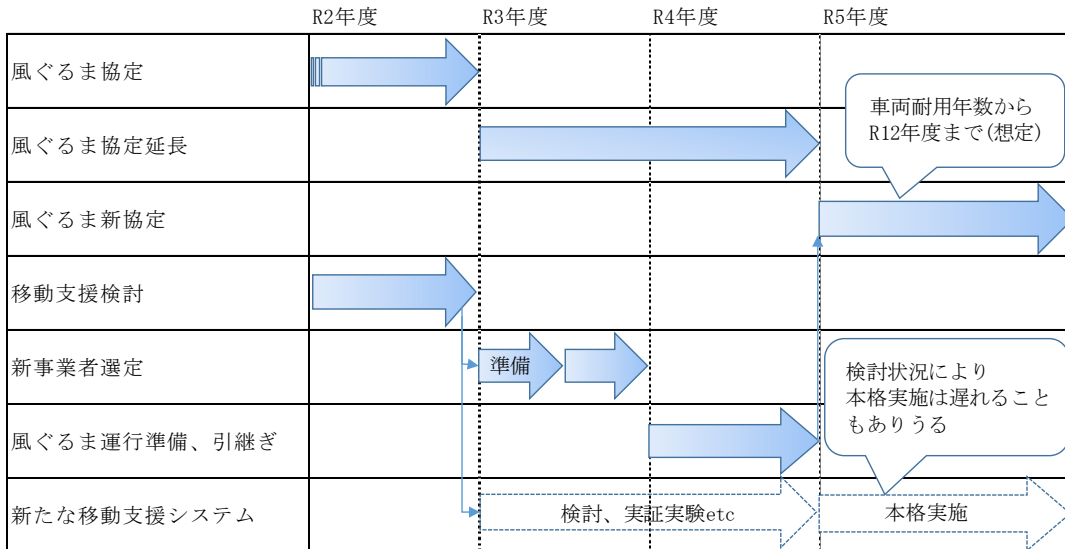 R2年度 R3年度 R4年度 R5年度
風ぐるま協定
車両耐用年数から
R12年度まで(想定)
風ぐるま協定延長
風ぐるま新協定
移動支援検討
新事業者選定
準備
検討状況により
本格実施は遅れること
もありうる
風ぐるま運行準備、引継ぎ
新たな移動支援システム
検討、実証実験etc
本格実施